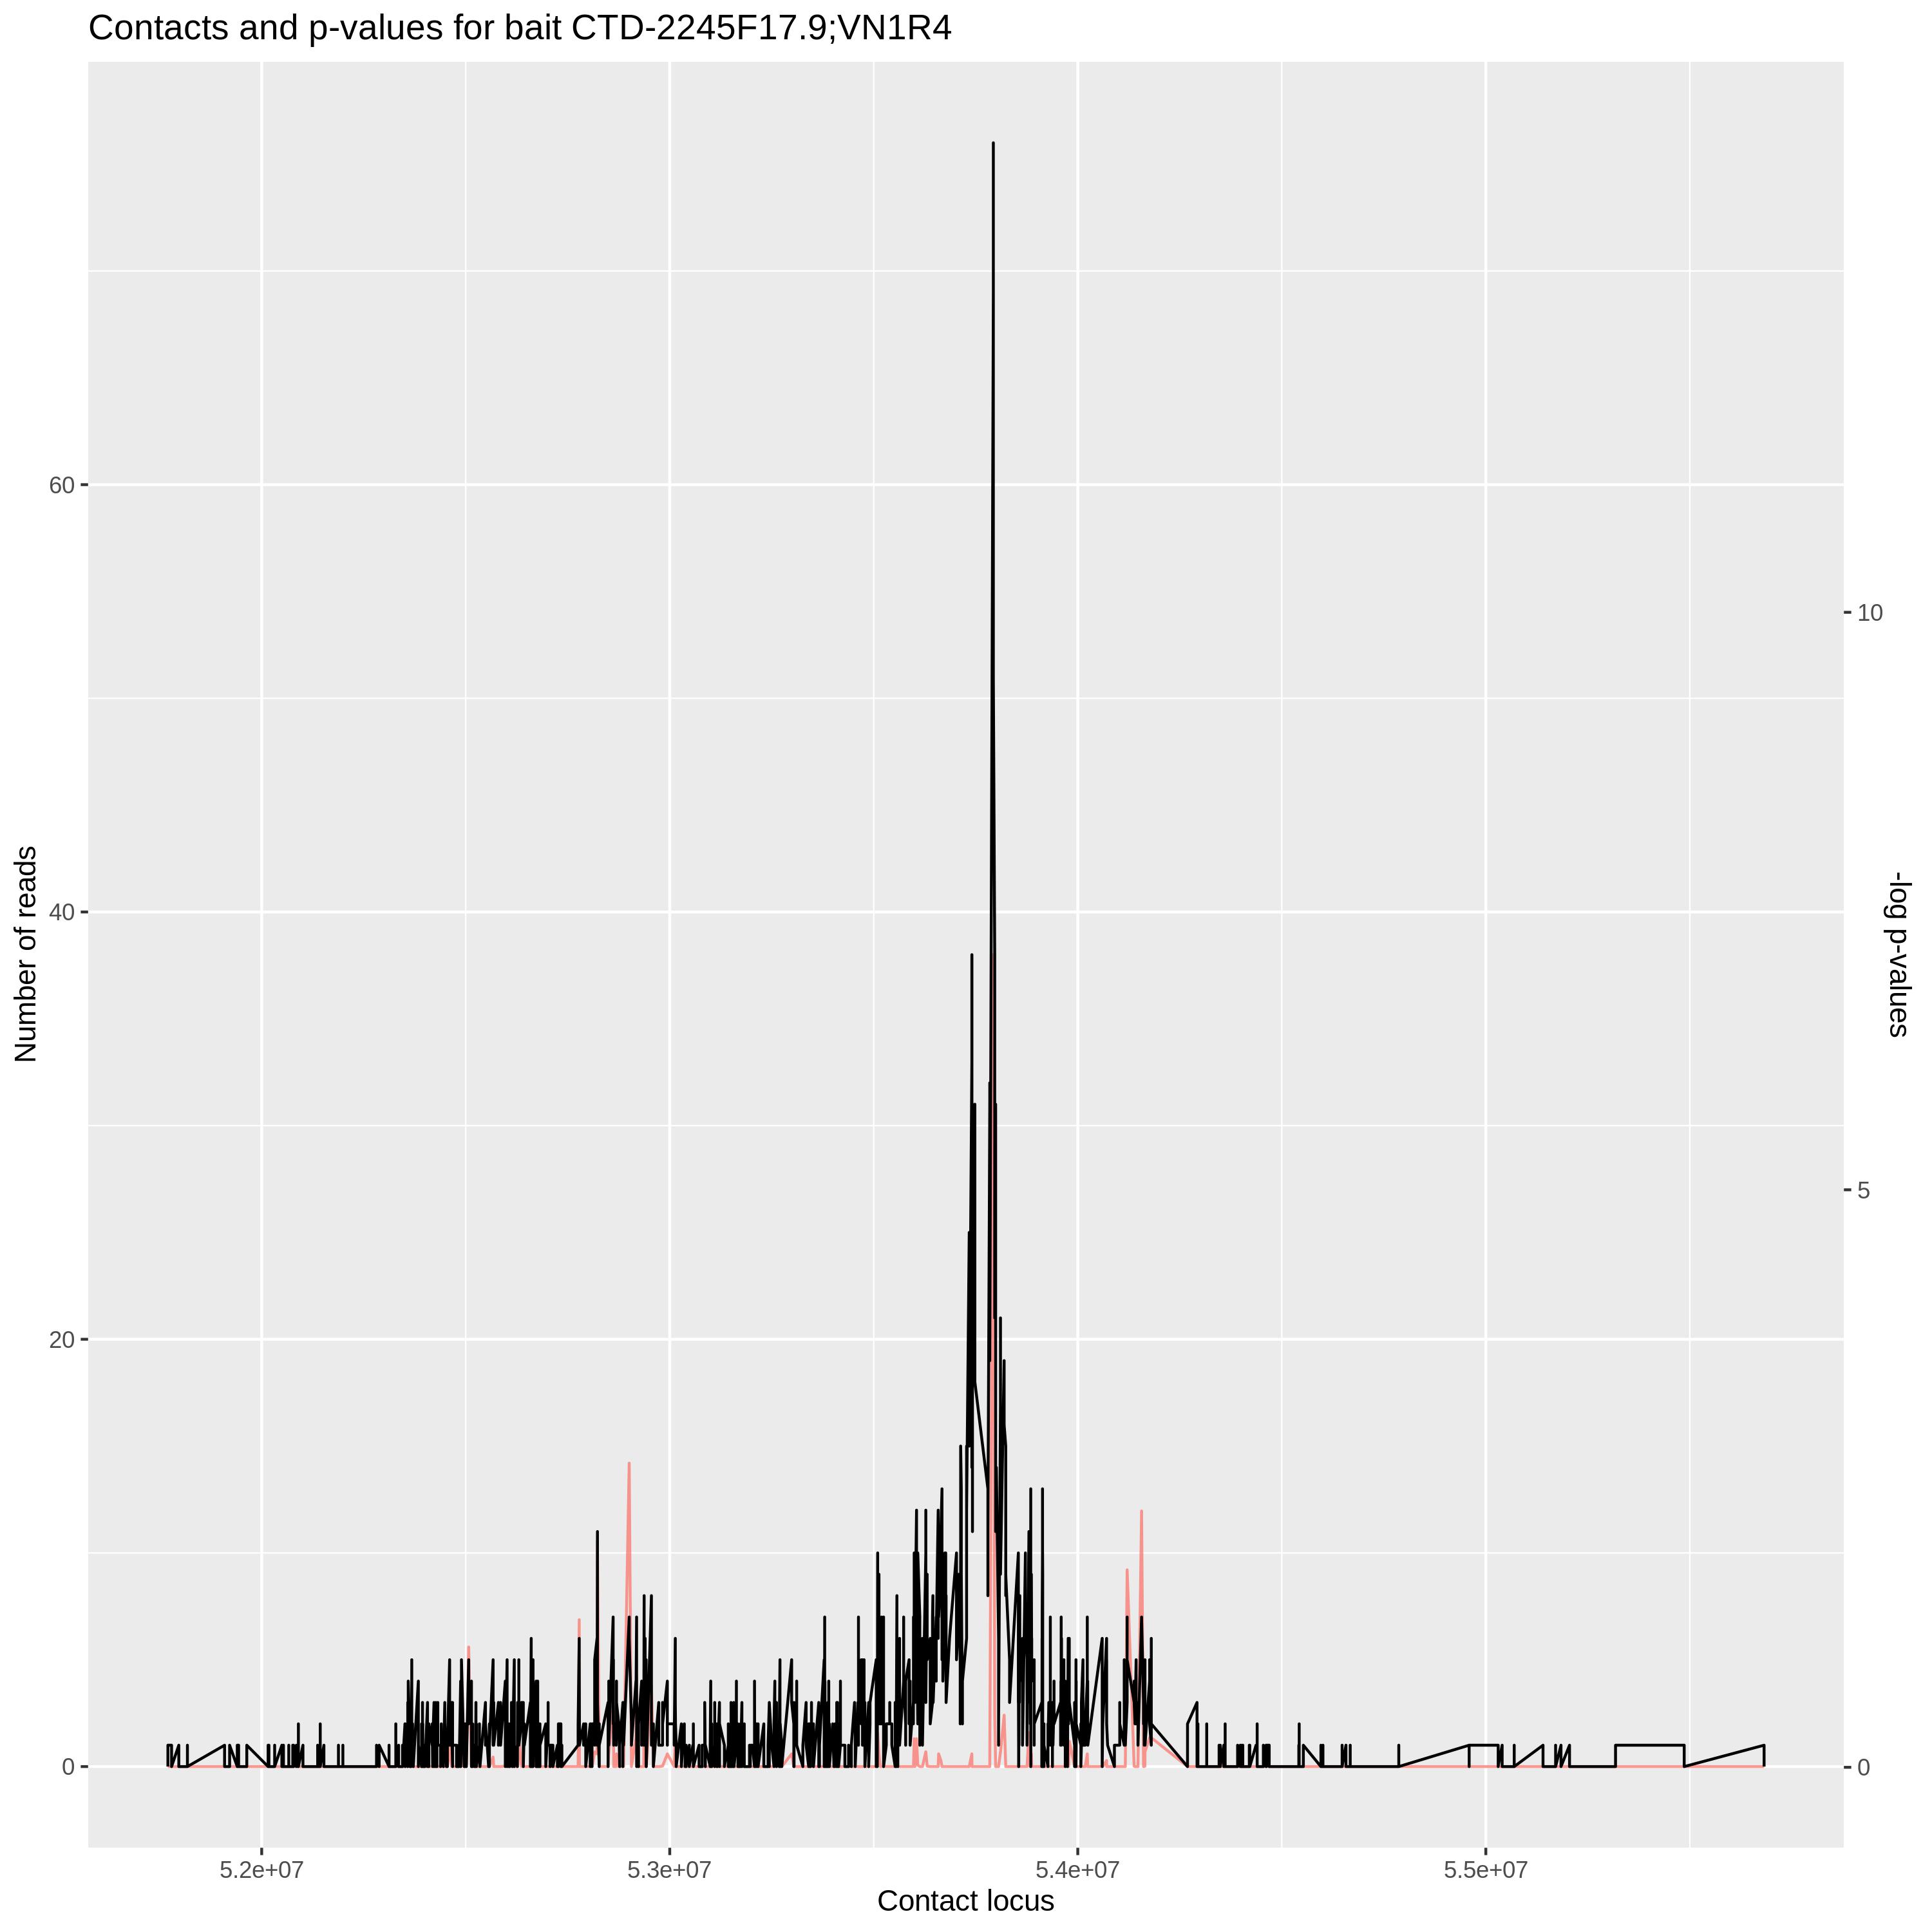 Contacts and p-values for bait CTD-2245F17.9;VN1R4
60
40
20
0
10
5
0
Number of reads
-log p-values
5.2e+07
5.3e+07
5.4e+07
5.5e+07
Contact locus